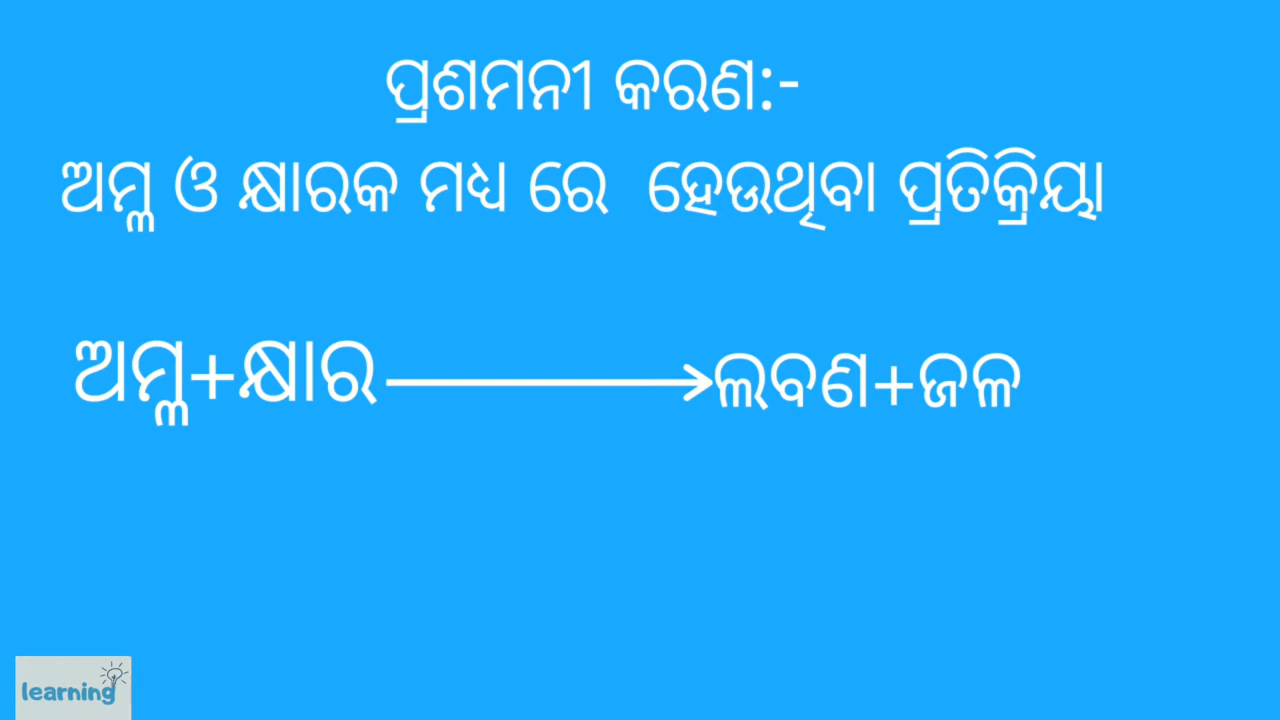 ପ୍ରଶମନୀ କରଣ:-
ଅମ୍ଳ ଓ କ୍ଷାରକ ମଧ୍ୟ ରେ ହେଉଥିବା ପ୍ରତିକ୍ରିୟା
ଅମ୍ଳ+କ୍ଷାର⟶ଲବଣ+ଜଳ
learning